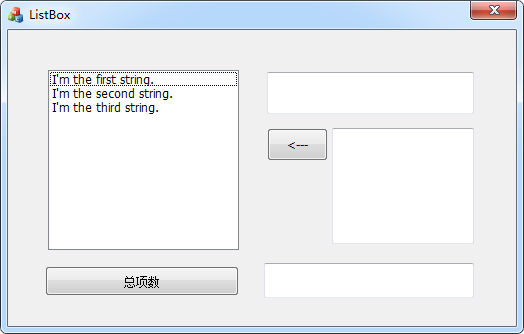 ListBox
I'm the first string.
I'm the second string.
I'm the third string.
<---
总项数